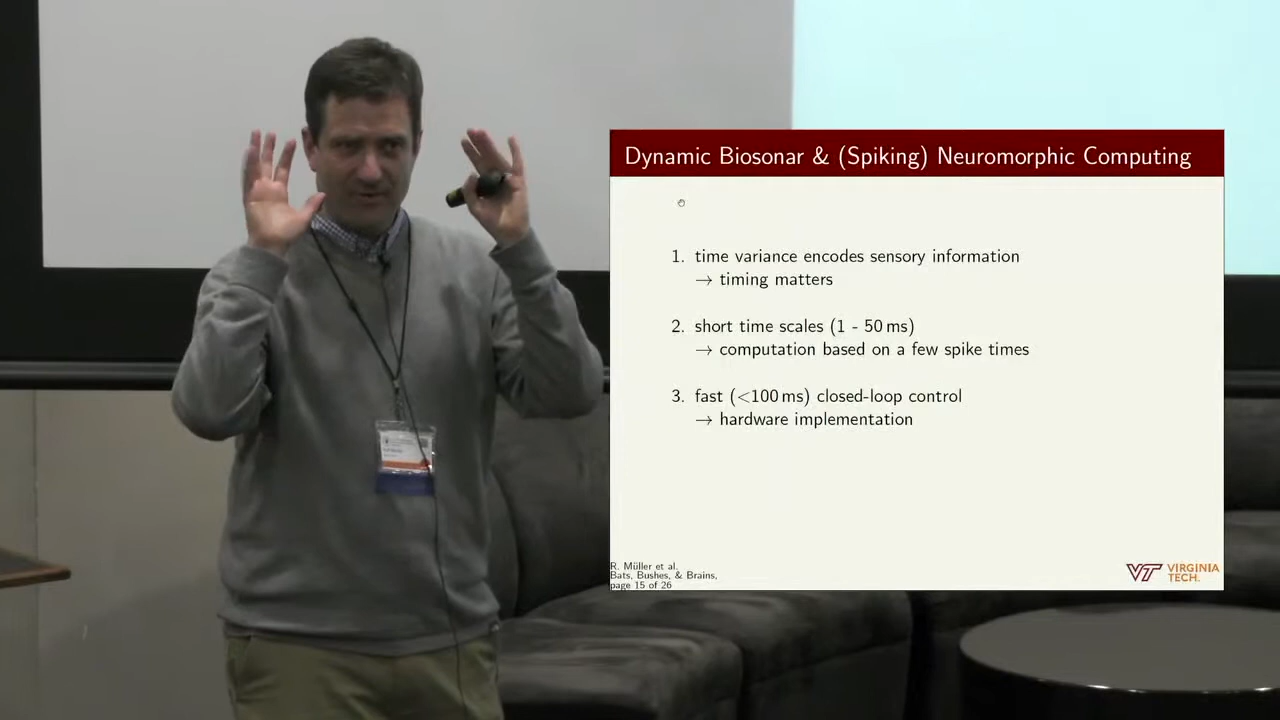 Dynamic Biosonar & (Spiking) Neuromorphic Computing
1. time variance encodes sensory information
→ timing matters
2. short time scales (1 - 50 ms)
→ computation based on a few spike times
3. fast (<100 ms) closed-loop control
→ hardware implementation
R. Müller et al.
Bats, Bushes, & Brains,
page 15 of 26
VT VIRGINIA
TECH.